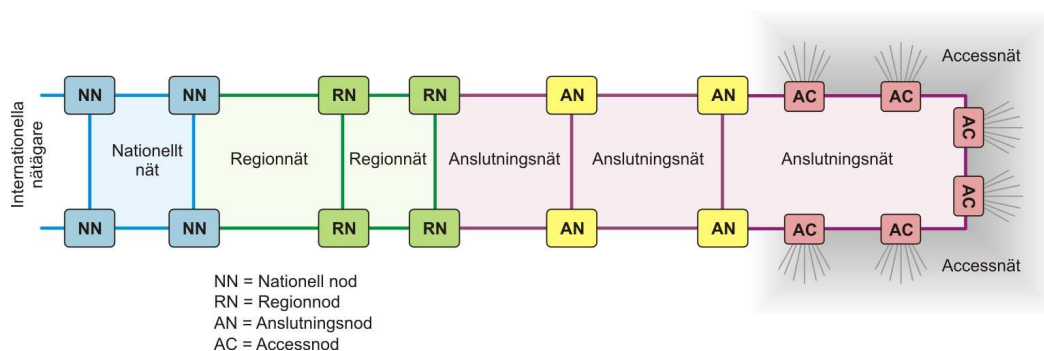 Accessnät
NN NN RN RN AN AN AC AC
AC
Internationella
nätägare
Nationellt
nät
Regionnät
Regionnät
Anslutningsnät
Anslutningsnät
Anslutningsnät
AC
NN NN RN RN AN AN AC AC
Accessnät
NN = Nationell nod
RN = Regionnod
AN = Anslutningsnod
AC = Accessnod